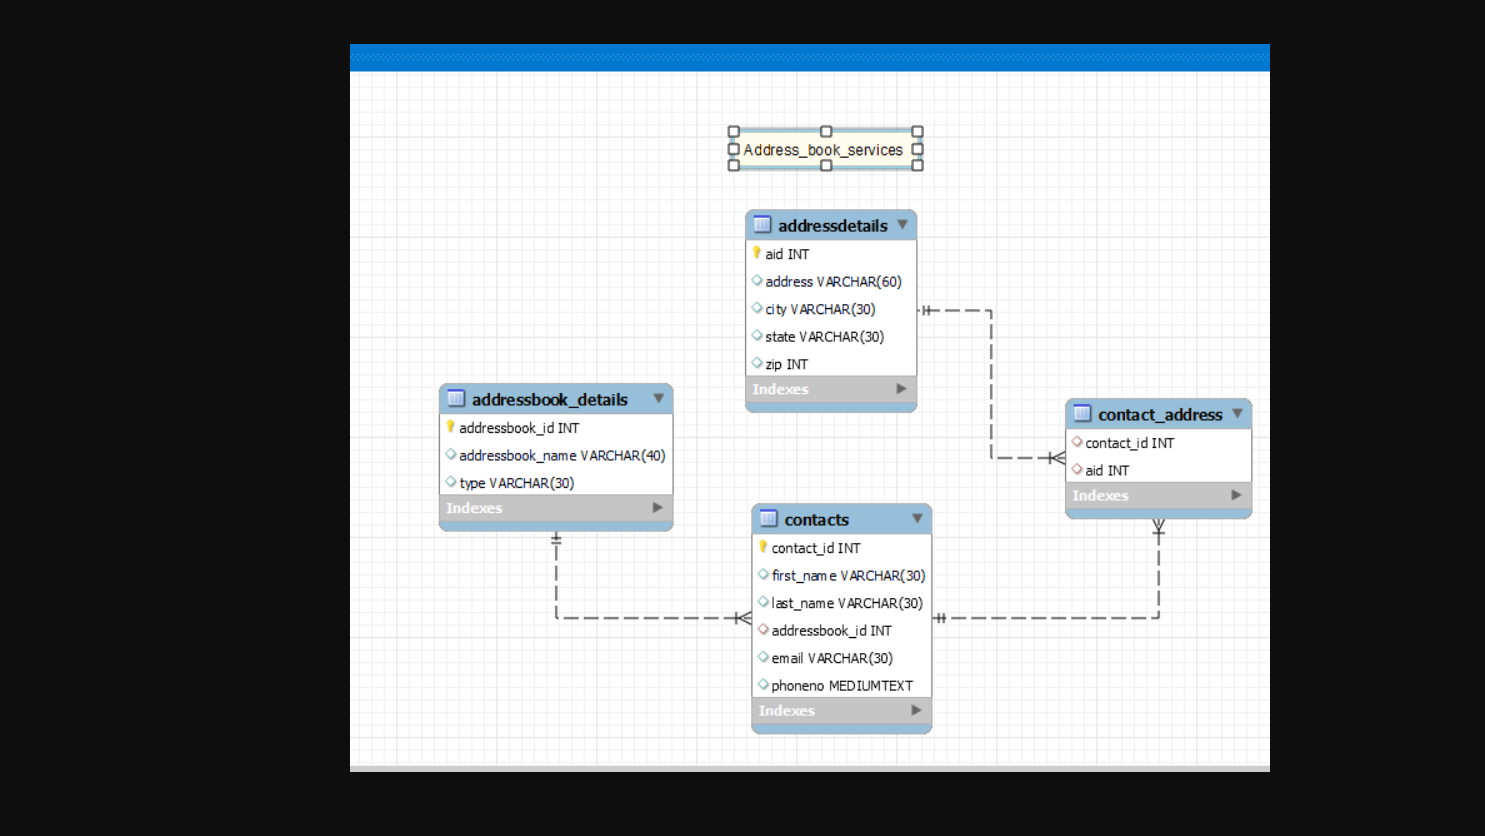 Address_book_services
addressdetails
aid INT
address VARCHAR(60)
city VARCHAR(30)
state VARCHAR(30)
zip INT
Indexes
addressbook_details
addressbook_id INT
addressbook_name VARCHAR(40)
type VARCHAR(30)
Indexes
contact_address
contact_id INT
aid INT
Indexes
contacts
contact_id INT
first_name VARCHAR(30)
last_name VARCHAR(30)
addressbook_id INT
email VARCHAR(30)
phoneno MEDIUMTEXT
Indexes